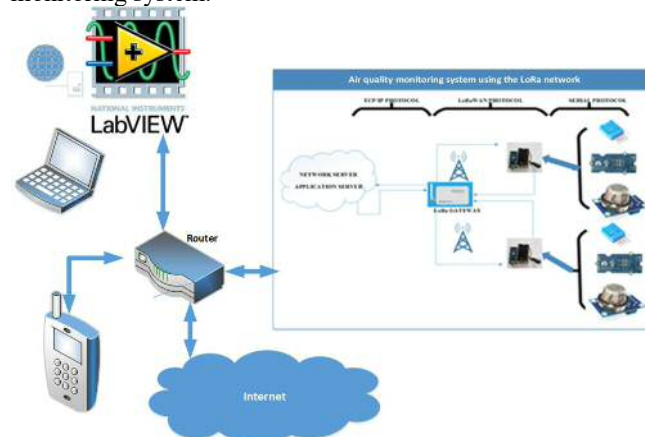 monitoring system.
NATIONAL INSTRUMENTS
LabVIEW™
Air quality monitoring system using the LoRa network
TCP/IP PROTOCOL
LoRaWAN PROTOCOL
SERIAL PROTOCOL
NETWORK SERVER
APPLICATION SERVER
LoRa GATEWAY
Router
Internet